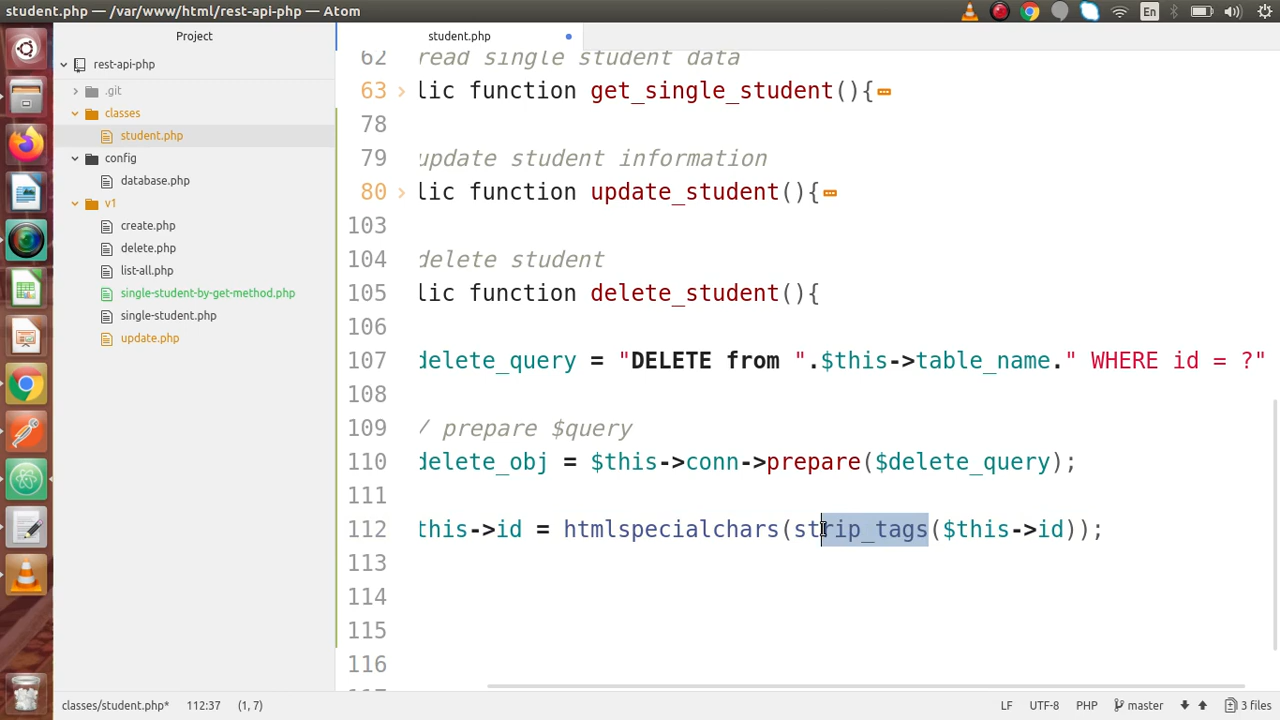 student.php — /var/www/html/rest-api-php — Atom
En
Project
student.php
rest-api-php
.git
classes
student.php
config
database.php
v1
create.php
delete.php
list-all.php
single-student-by-get-method.php
single-student.php
update.php
62 read single student data
63 lic function get_single_student(){
78
79 update student information
80 lic function update_student(){
103
104 delete student
105 lic function delete_student(){
106
107 delete_query = "DELETE from ".$this->table_name." WHERE id = ?"
108
109 / prepare $query
110 delete_obj = $this->conn->prepare($delete_query);
111
112 this->id = htmlspecialchars(strip_tags($this->id));
113
114
115
116
classes/student.php* 112:37 (1, 7) LF UTF-8 PHP master 3 files